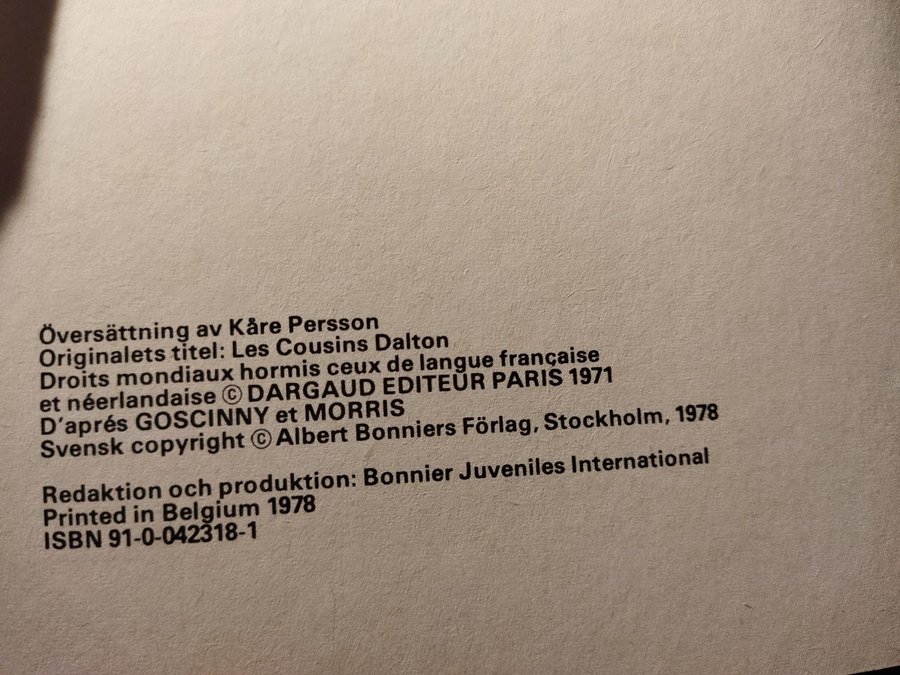 Översättning av Kåre Persson
Originalets titel: Les Cousins Dalton
Droits mondiaux hormis ceux de langue française
et néerlandaise © DARGAUD EDITEUR PARIS 1971
D'aprés GOSCINNY et MORRIS
Svensk copyright © Albert Bonniers Förlag, Stockholm, 1978
Redaktion och produktion: Bonnier Juveniles International
Printed in Belgium 1978
ISBN 91-0-042318-1